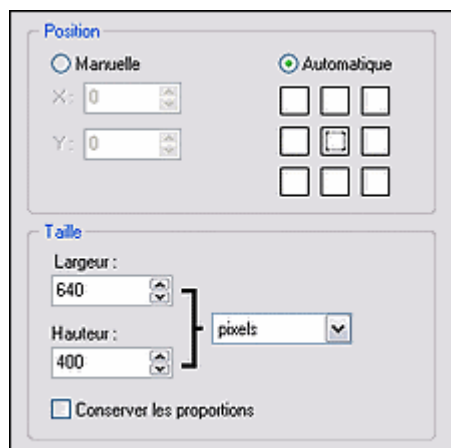 Position
Manuelle
Automatique
X: 0
Y: 0
Taille
Largeur :
640
pixels
Hauteur :
400
Conserver les proportions